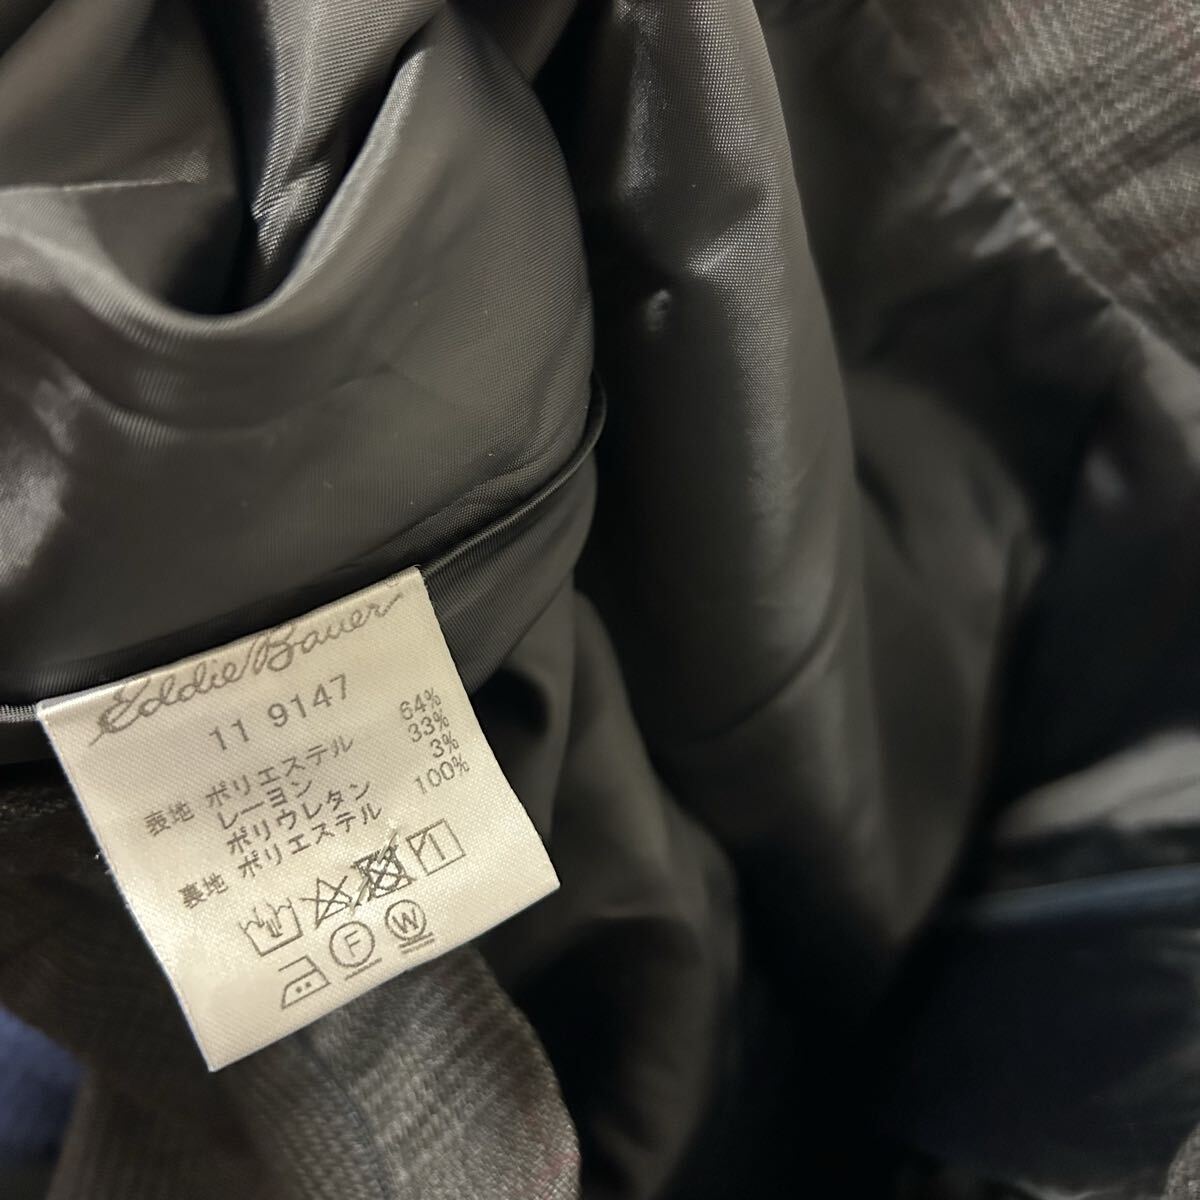 Eddie Bauer
11 9147
表地 ポリエステル 64%
レーヨン 33%
ポリウレタン 3%
裏地 ポリエステル 100%
F W